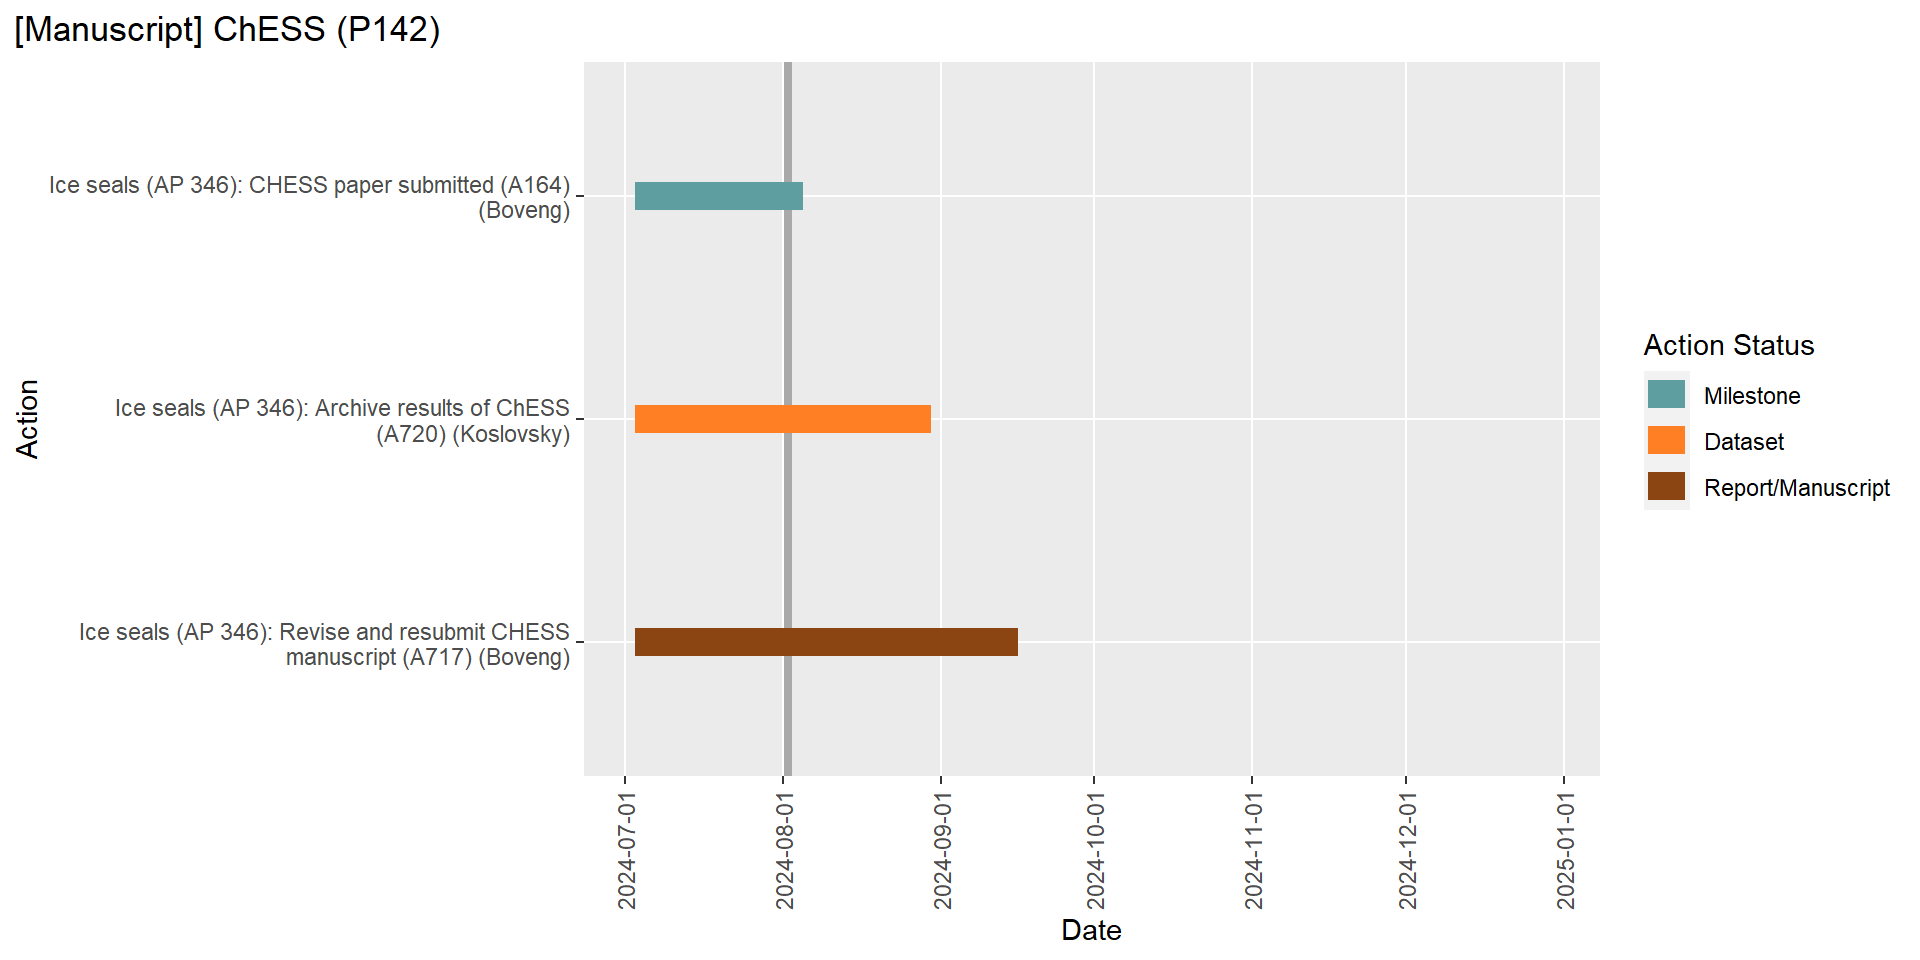 [Manuscript] ChESS (P142)
Ice seals (AP 346): CHESS paper submitted (A164)
(Boveng)
Ice seals (AP 346): Archive results of ChESS
(A720) (Koslovsky)
Ice seals (AP 346): Revise and resubmit CHESS
manuscript (A717) (Boveng)
Action
2024-07-01
2024-08-01
2024-09-01
2024-10-01
2024-11-01
2024-12-01
2025-01-01
Date
Action Status
Milestone
Dataset
Report/Manuscript